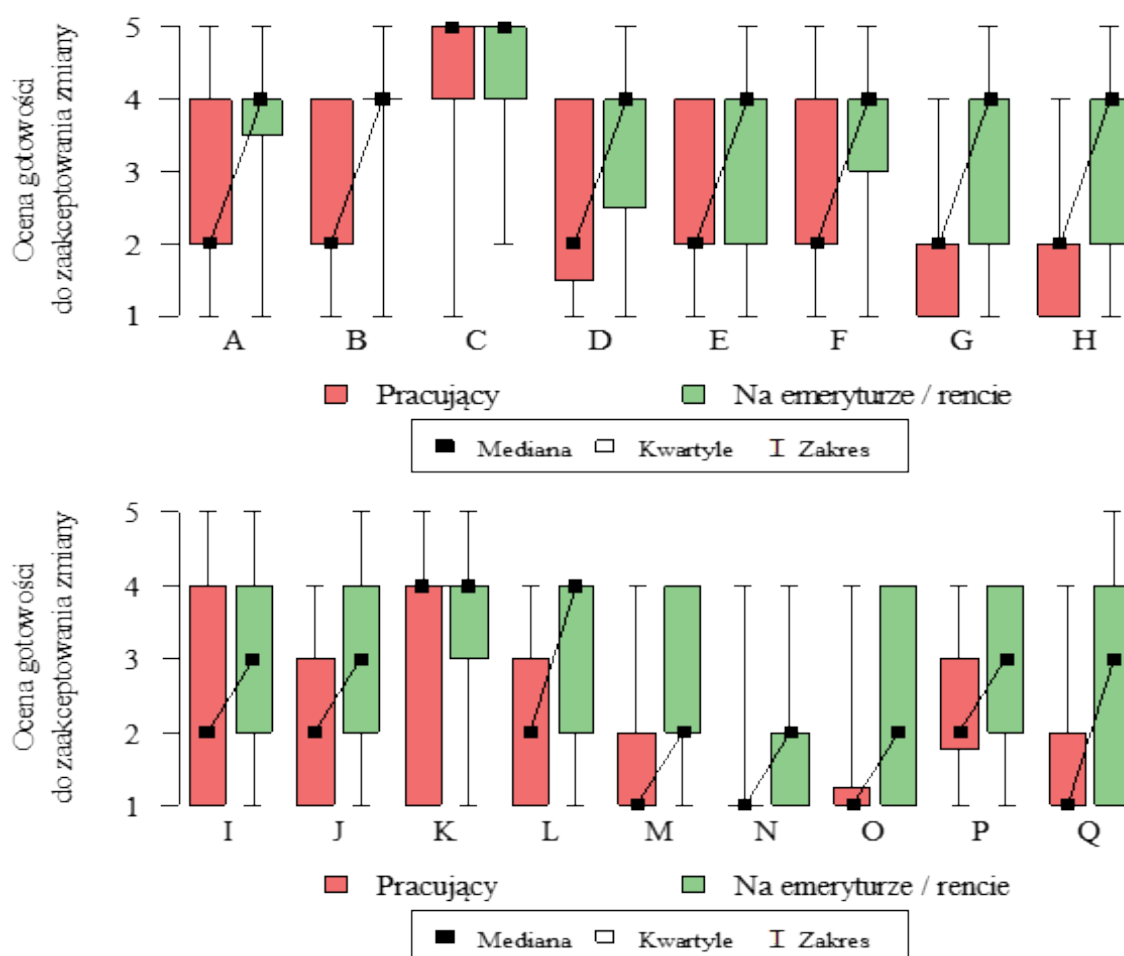 Ocena gotowości
do zaakceptowania zmiany
5
4
3
2
1
A B C D E F G H
Pracujący Na emeryturze / rencie
Mediana Kwartyle Zakres
Ocena gotowości
do zaakceptowania zmiany
5
4
3
2
1
I J K L M N O P Q
Pracujący Na emeryturze / rencie
Mediana Kwartyle Zakres